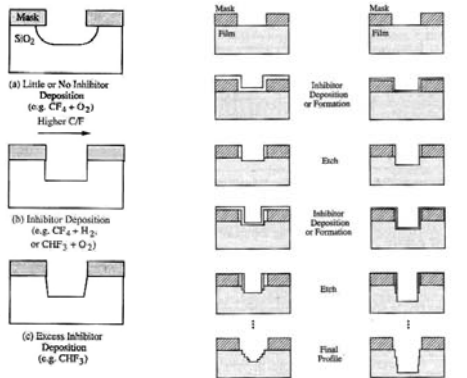 Mask
SiO2
(a) Little or No Inhibitor
Deposition
(e.g. CF4 + O2)
Higher C/F
(b) Inhibitor Deposition
(e.g. CF4 + H2,
or CHF3 + O2)
(c) Excess Inhibitor
Deposition
(e.g. CHF3)
Mask
Film
Inhibitor
Deposition
or Formation
Etch
Inhibitor
Deposition
or Formation
Etch
Final
Profile
Mask
Film